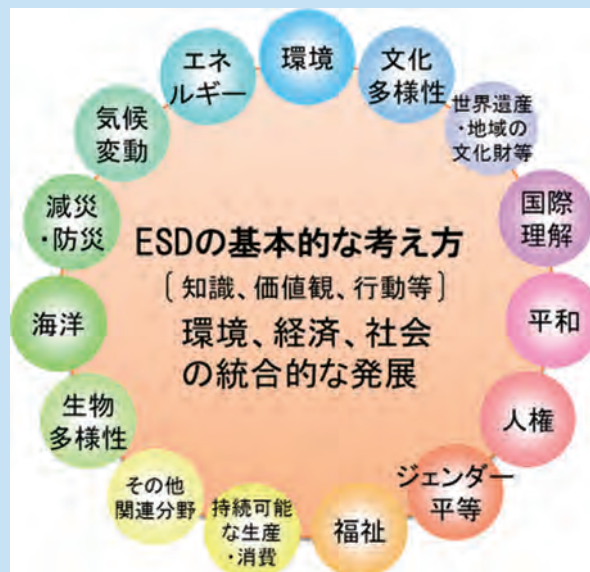 環境
文化
多様性
世界遺産
・地域の
文化財等
国際
理解
平和
人権
ジェンダー
平等
福祉
持続可能
な生産
・消費
その他
関連分野
生物
多様性
海洋
減災
・防災
気候
変動
エネ
ルギー
ESDの基本的な考え方
［知識、価値観、行動等］
環境、経済、社会
の統合的な発展